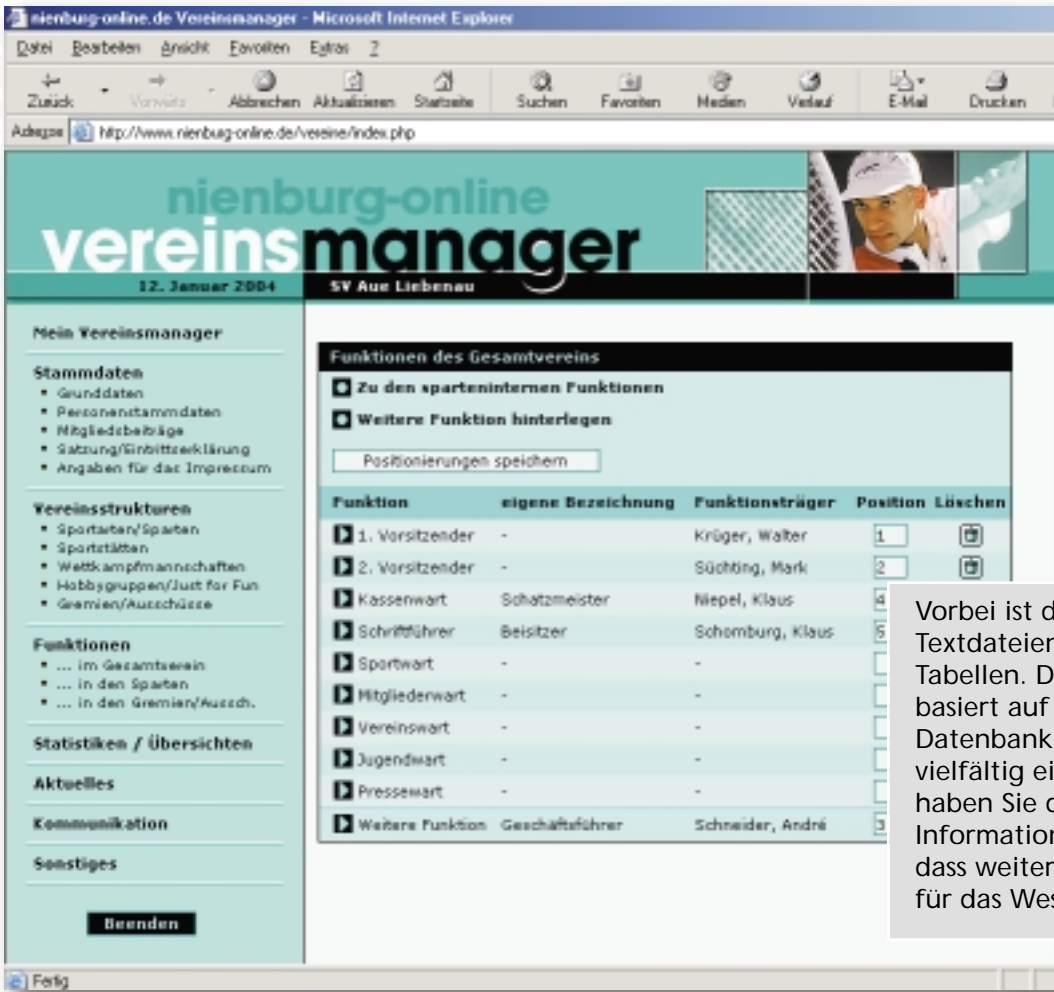 nienburg-online.de Vereinsmanager - Microsoft Internet Explorer
Datei Bearbeiten Ansicht Favoriten Extras ?
Zurück Vorwärts Abbrechen Aktualisieren Startseite Suchen Favoriten Medien Verlauf E-Mail Drucken
Adresse http://www.nienburg-online.de/vereine/index.php
nienburg-online
vereinsmanager
12. Januar 2004 SV Aue Liebenau
Mein Vereinsmanager
Stammdaten
Grunddaten
Personenstammdaten
Mitgliedsbeiträge
Satzung/Eintrittserklärung
Angaben für das Impressum
Vereinsstrukturen
Sportarten/Sparten
Sportstätten
Wettkampfmannschaften
Hobbygruppen/Just for Fun
Gremien/Ausschüsse
Funktionen
... im Gesamtverein
... in den Sparten
... in den Gremien/Aussch.
Statistiken / Übersichten
Aktuelles
Kommunikation
Sonstiges
Beenden
Funktionen des Gesamtvereins
Zu den sparteninternen Funktionen
Weitere Funktion hinterlegen
Positionierungen speichern
Funktion eigene Bezeichnung Funktionsträger Position Löschen
1. Vorsitzender - Krüger, Walter 1
2. Vorsitzender - Süchting, Mark 2
Kassenwart Schatzmeister Niepel, Klaus 4
Schriftführer Beisitzer Schomburg, Klaus 5
Sportwart - -
Mitgliederwart - -
Vereinswart - -
Jugendwart - -
Pressewart - -
Weitere Funktion Geschäftsführer Schneider, André 3
Vorbei ist d
Textdateien
Tabellen. D
basiert auf
Datenbank
vielfältig ei
haben Sie d
Information
dass weiter
für das Wes
Fertig